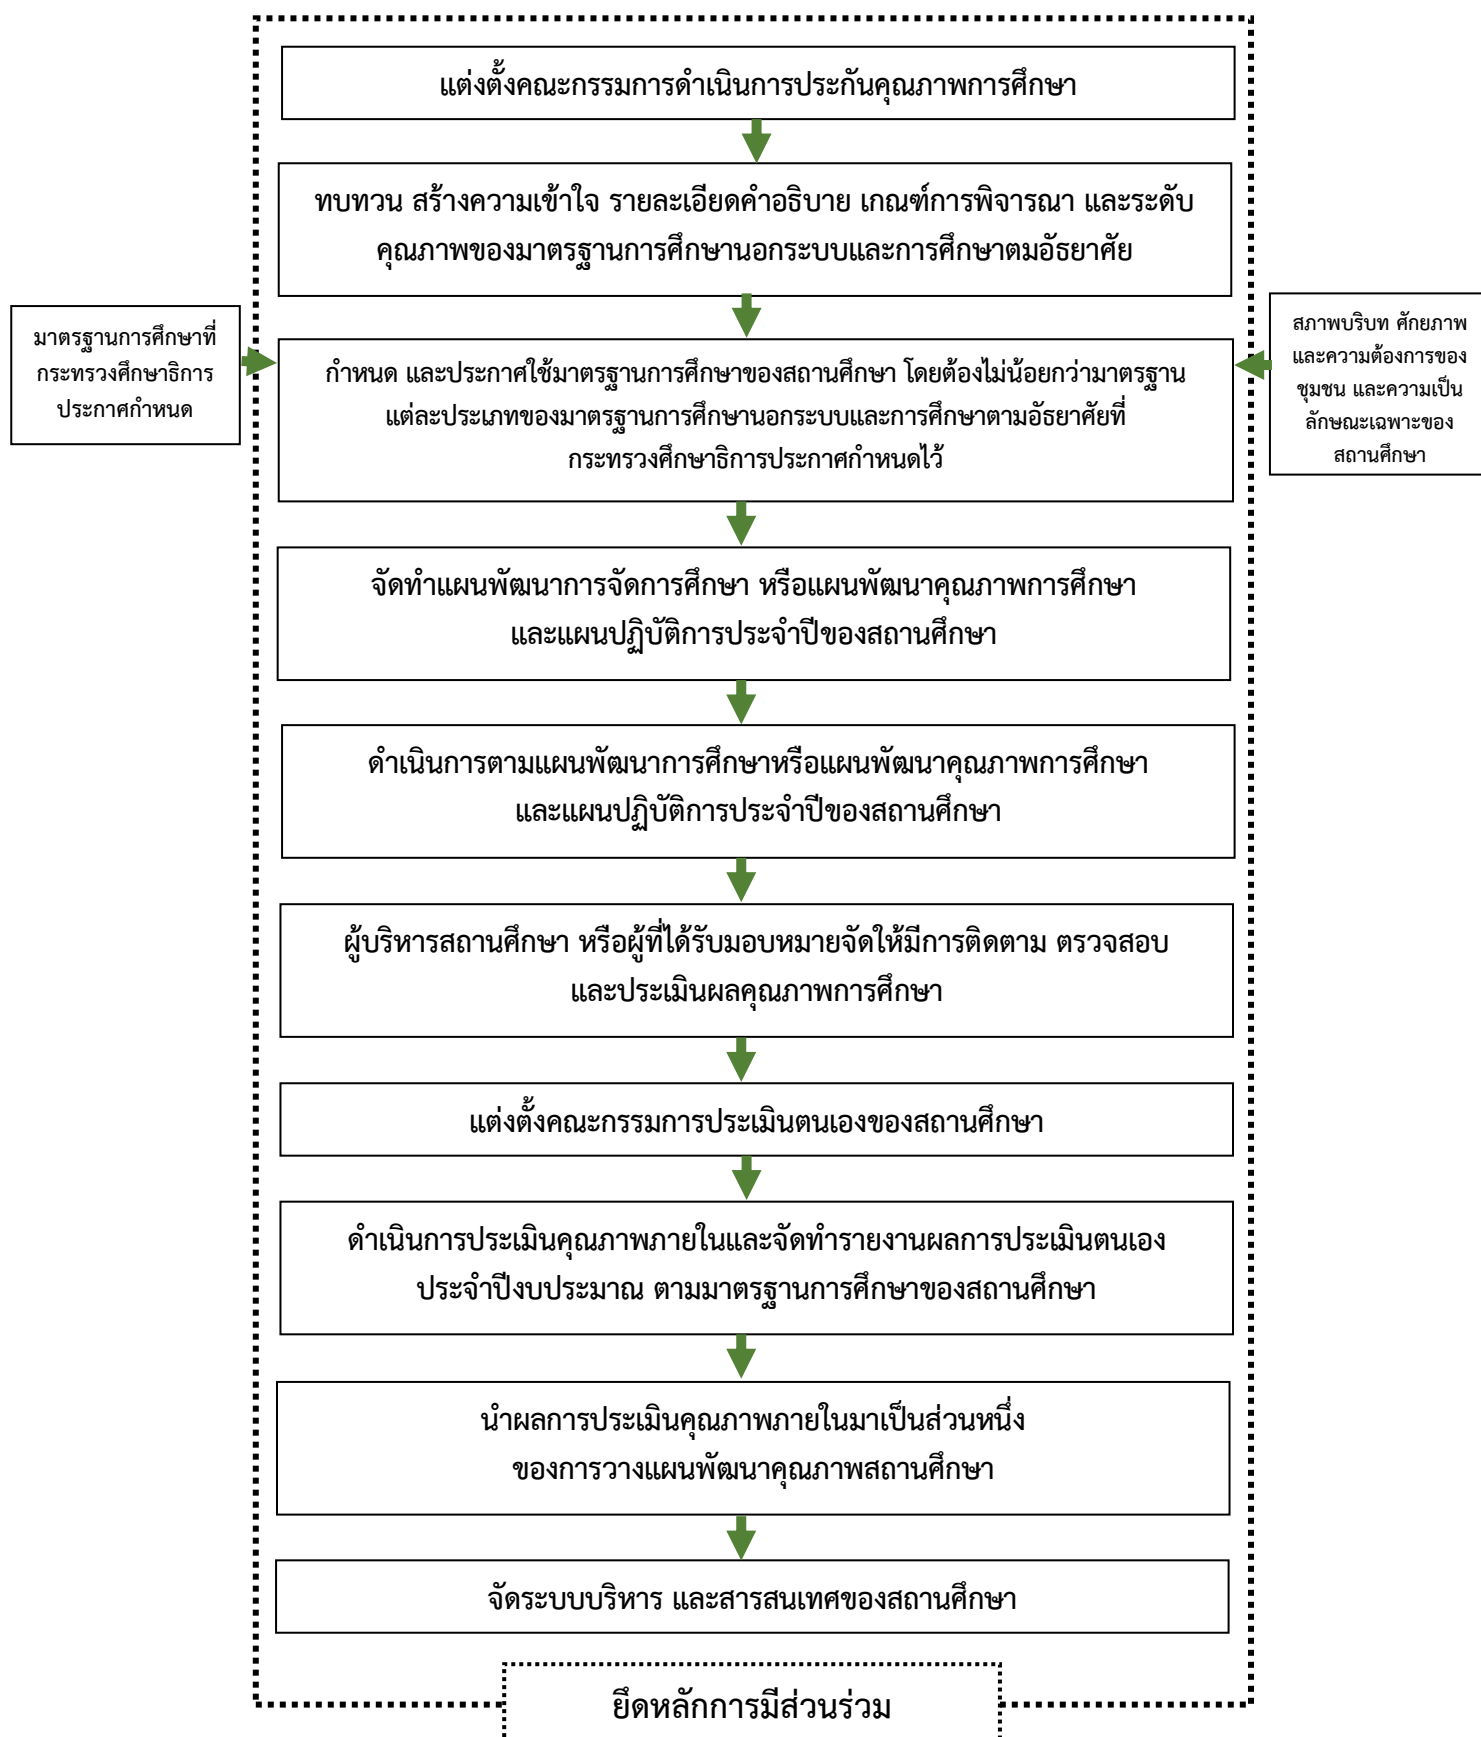 แต่งตั้งคณะกรรมการดำเนินการประกันคุณภาพการศึกษา
ทบทวน สร้างความเข้าใจ รายละเอียดคำอธิบาย เกณฑ์การพิจารณา และระดับ
คุณภาพของมาตรฐานการศึกษานอกระบบและการศึกษาตมอัธยาศัย
มาตรฐานการศึกษาที่
กระทรวงศึกษาธิการ
ประกาศกำหนด
กำหนด และประกาศใช้มาตรฐานการศึกษาของสถานศึกษา โดยต้องไม่น้อยกว่ามาตรฐาน
แต่ละประเภทของมาตรฐานการศึกษานอกระบบและการศึกษาตามอัธยาศัยที่
กระทรวงศึกษาธิการประกาศกำหนดไว้
สภาพบริบท ศักยภาพ
และความต้องการของ
ชุมชน และความเป็น
ลักษณะเฉพาะของ
สถานศึกษา
จัดทำแผนพัฒนาการจัดการศึกษา หรือแผนพัฒนาคุณภาพการศึกษา
และแผนปฏิบัติการประจำปีของสถานศึกษา
ดำเนินการตามแผนพัฒนาการศึกษาหรือแผนพัฒนาคุณภาพการศึกษา
และแผนปฏิบัติการประจำปีของสถานศึกษา
ผู้บริหารสถานศึกษา หรือผู้ที่ได้รับมอบหมายจัดให้มีการติดตาม ตรวจสอบ
และประเมินผลคุณภาพการศึกษา
แต่งตั้งคณะกรรมการประเมินตนเองของสถานศึกษา
ดำเนินการประเมินคุณภาพภายในและจัดทำรายงานผลการประเมินตนเอง
ประจำปีงบประมาณ ตามมาตรฐานการศึกษาของสถานศึกษา
นำผลการประเมินคุณภาพภายในมาเป็นส่วนหนึ่ง
ของการวางแผนพัฒนาคุณภาพสถานศึกษา
จัดระบบบริหาร และสารสนเทศของสถานศึกษา
ยึดหลักการมีส่วนร่วม